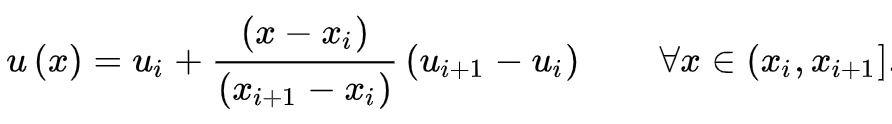 u (x) = u_i + \frac{(x - x_i)}{(x_{i+1} - x_i)} (u_{i+1} - u_i) \qquad \forall x \in (x_i, x_{i+1}].